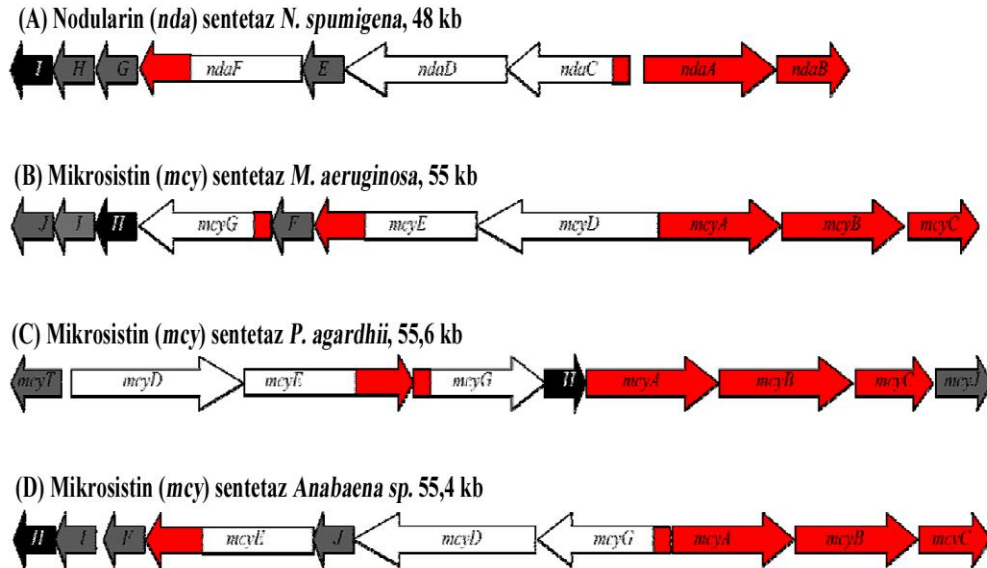 (A) Nodularin (nda) sentetaz N. spumigena, 48 kb
I H G ndaF E ndaD ndaC ndaA ndaB
(B) Mikrosistin (mcy) sentetaz M. aeruginosa, 55 kb
J I H mcyG F mcyE mcyD mcyA mcyB mcyC
(C) Mikrosistin (mcy) sentetaz P. agardhii, 55,6 kb
mcyT mcyD mcyE mcyG H mcyA mcyB mcyC mcyJ
(D) Mikrosistin (mcy) sentetaz Anabaena sp. 55,4 kb
H I F mcyE J mcyD mcyG mcyA mcyB mcyC